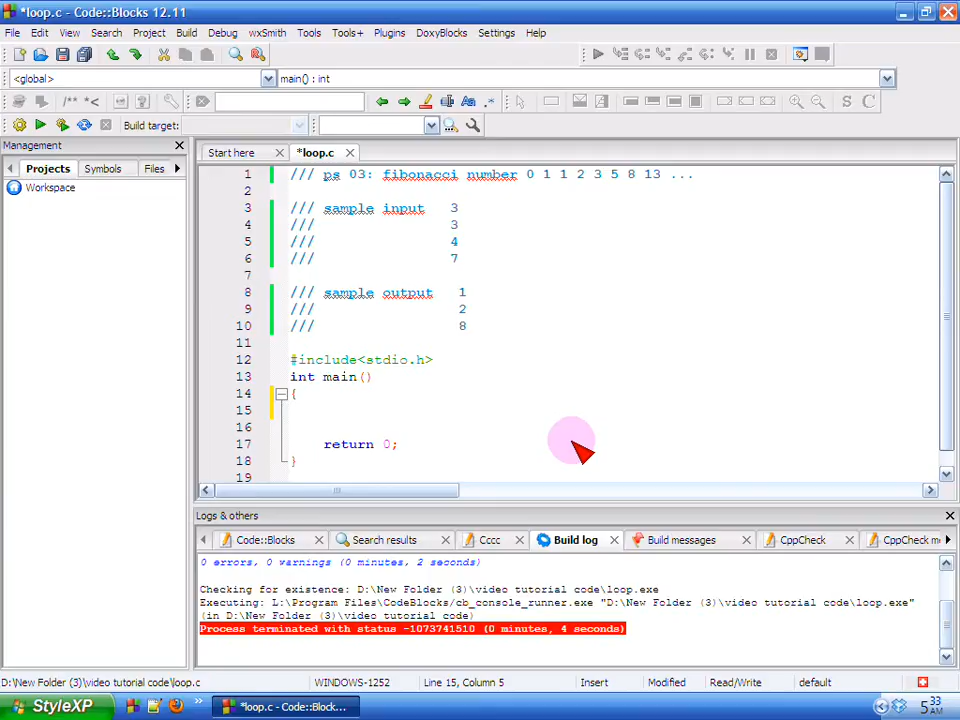 *loop.c - Code::Blocks 12.11
File Edit View Search Project Build Debug wxSmith Tools Tools+ Plugins DoxyBlocks Settings Help
<global> main() : int
/** *< Aa .* S C
Build target:
Management
Projects Symbols Files
Workspace
Start here *loop.c
1 /// ps 03: fibonacci number 0 1 1 2 3 5 8 13 ...
2
3 /// sample input 3
4 /// 3
5 /// 4
6 /// 7
7
8 /// sample output 1
9 /// 2
10 /// 8
11
12 #include<stdio.h>
13 int main()
14 {
15
16
17 return 0;
18 }
19
Logs & others
Code::Blocks Search results Cccc Build log Build messages CppCheck CppCheck me
0 errors, 0 warnings (0 minutes, 2 seconds)
Checking for existence: D:\New Folder (3)\video tutorial code\loop.exe
Executing: L:\Program Files\CodeBlocks/cb_console_runner.exe "D:\New Folder (3)\video tutorial code\loop.exe"
(in D:\New Folder (3)\video tutorial code)
Process terminated with status -1073741510 (0 minutes, 4 seconds)
D:\New Folder (3)\video tutorial code\loop.c WINDOWS-1252 Line 15, Column 5 Insert Modified Read/Write default
StyleXP *loop.c - Code::Block... 5 33 AM